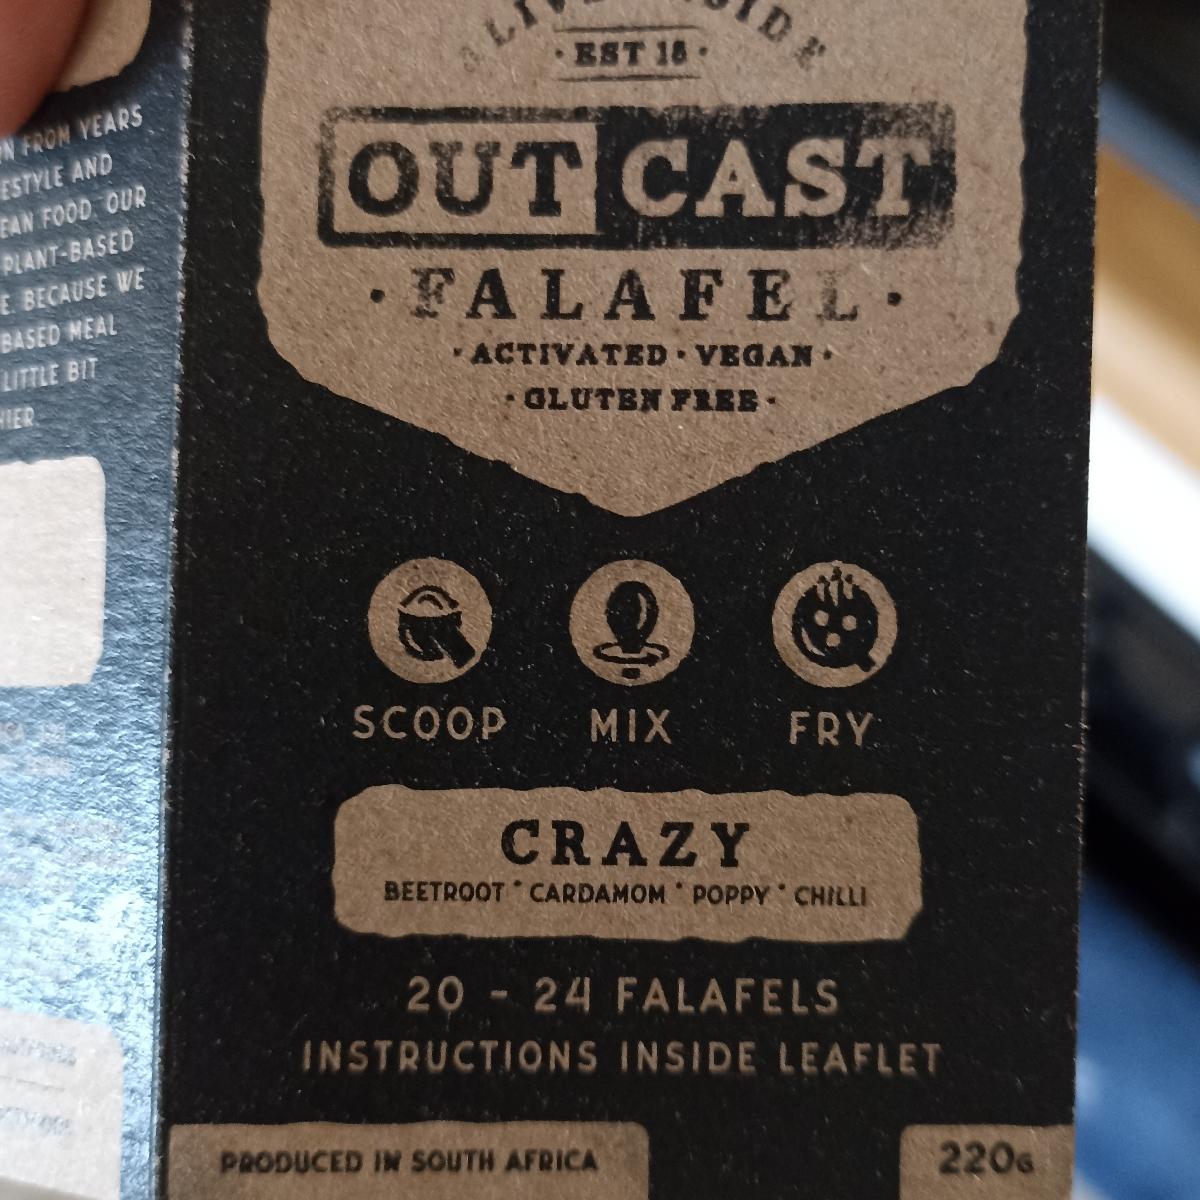 ALIVE INSIDE
· EST 18 ·
OUTCAST
· FALAFEL ·
· ACTIVATED · VEGAN ·
· GLUTEN FREE ·
SCOOP MIX FRY
CRAZY
BEETROOT * CARDAMOM * POPPY * CHILLI
20 - 24 FALAFELS
INSTRUCTIONS INSIDE LEAFLET
PRODUCED IN SOUTH AFRICA
220G
FROM YEARS
AND
FOOD OUR
PLANT-BASED
BECAUSE WE
BASED MEAL
LITTLE BIT